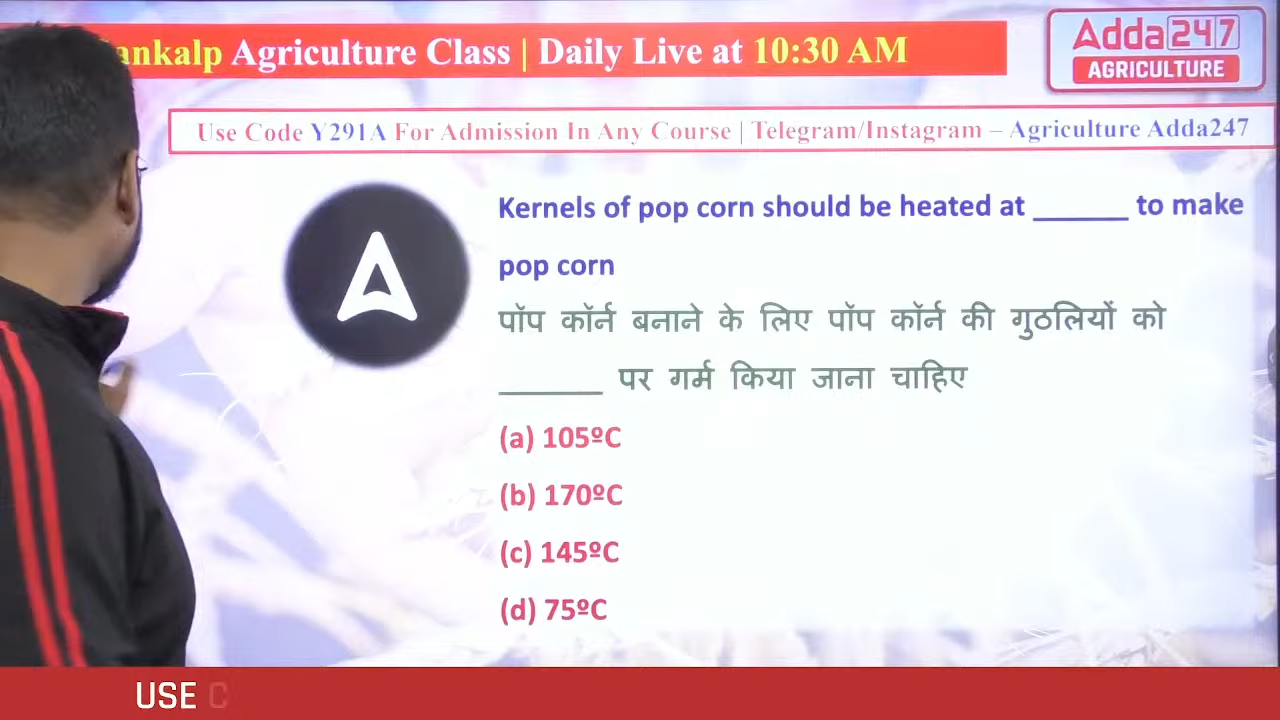 ankalp Agriculture Class | Daily Live at 10:30 AM
Adda247
AGRICULTURE
Use Code Y291A For Admission In Any Course | Telegram/Instagram – Agriculture Adda247
Kernels of pop corn should be heated at ______ to make
pop corn
पॉप कॉर्न बनाने के लिए पॉप कॉर्न की गुठलियों को
______ पर गर्म किया जाना चाहिए
(a) 105ºC
(b) 170ºC
(c) 145ºC
(d) 75ºC
USE C